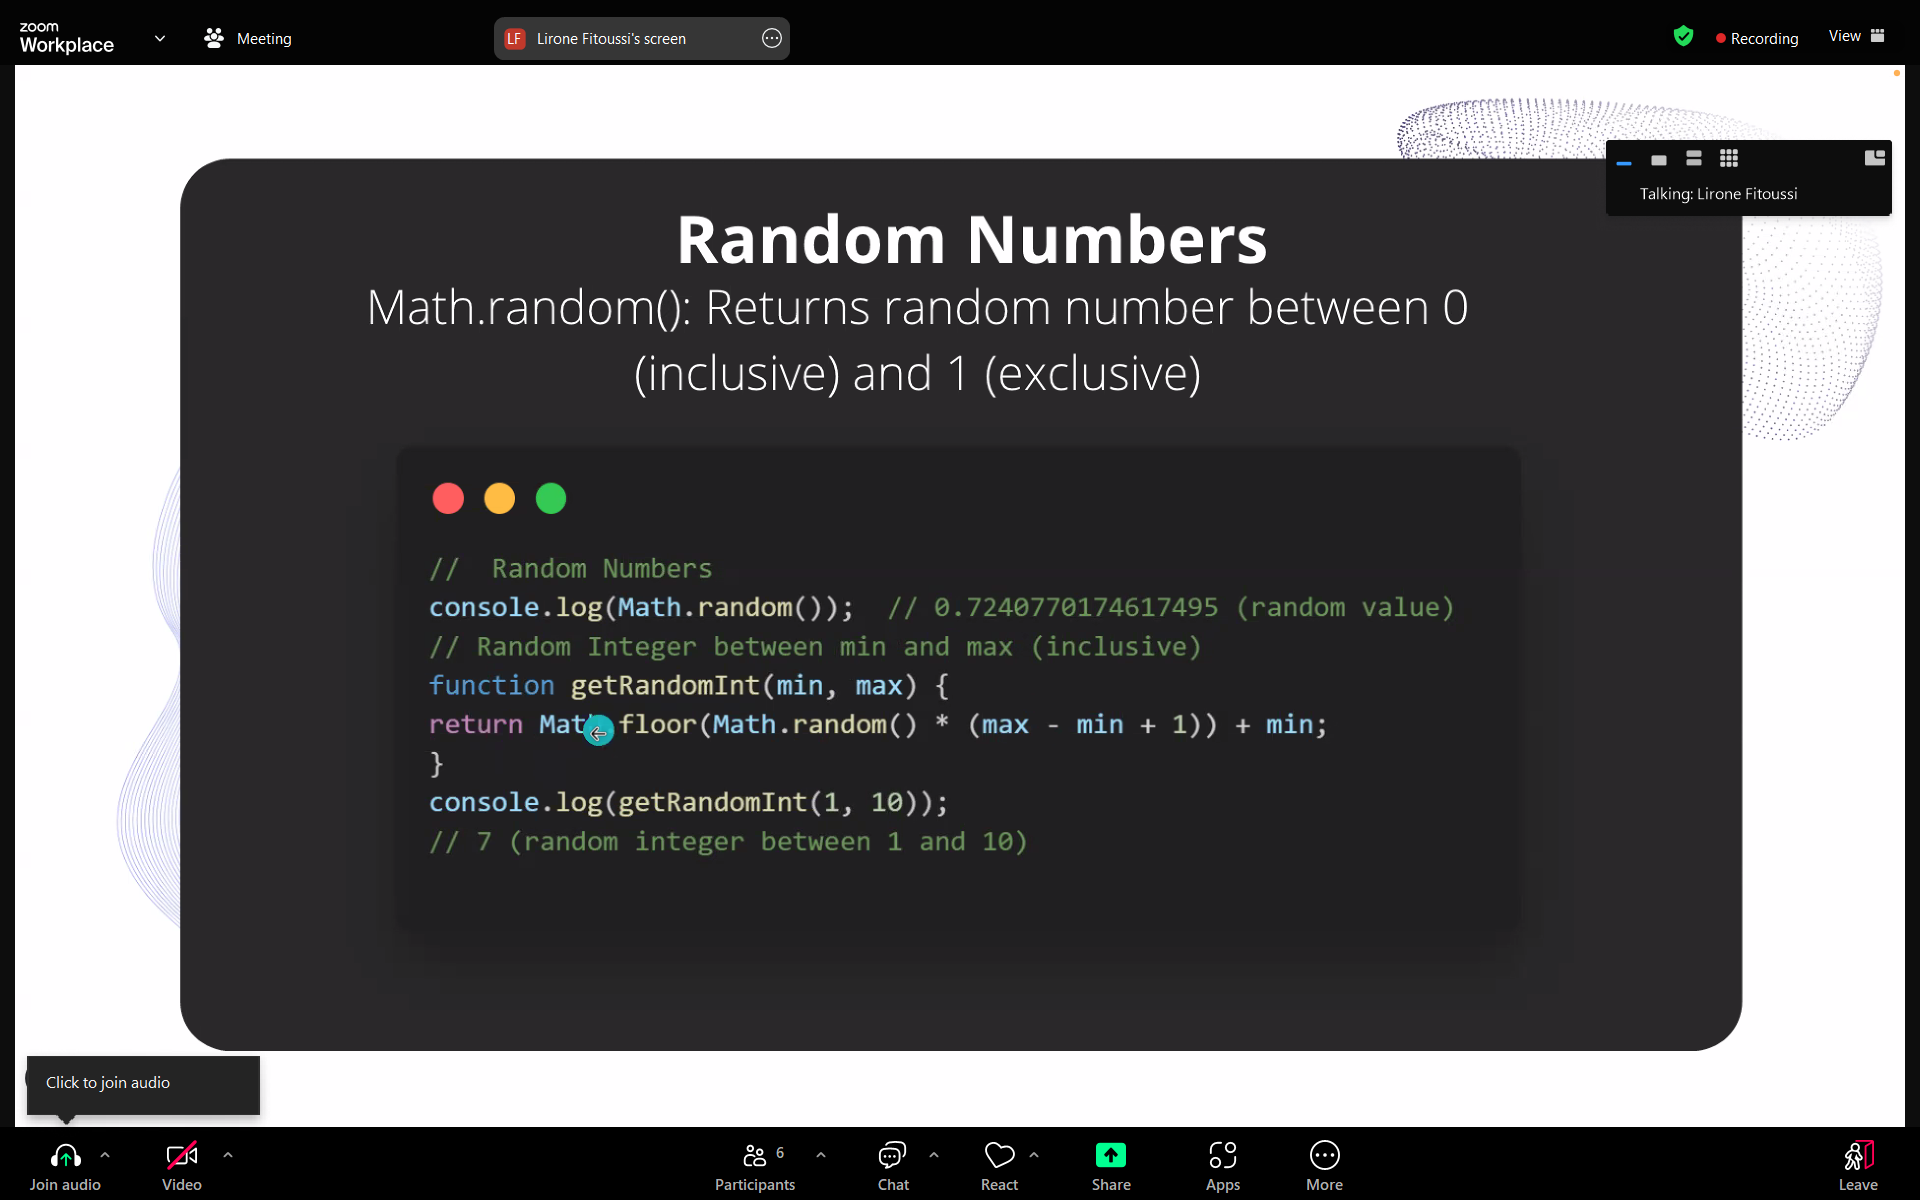 zoom
Workplace
Meeting
LF Lirone Fitoussi's screen
Recording
View
Talking: Lirone Fitoussi
Random Numbers
Math.random(): Returns random number between 0
(inclusive) and 1 (exclusive)
//  Random Numbers
console.log(Math.random());  // 0.7240770174617495 (random value)
// Random Integer between min and max (inclusive)
function getRandomInt(min, max) {
return Math.floor(Math.random() * (max - min + 1)) + min;
}
console.log(getRandomInt(1, 10));
// 7 (random integer between 1 and 10)
Click to join audio
Join audio
Video
6
Participants
Chat
React
Share
Apps
More
Leave